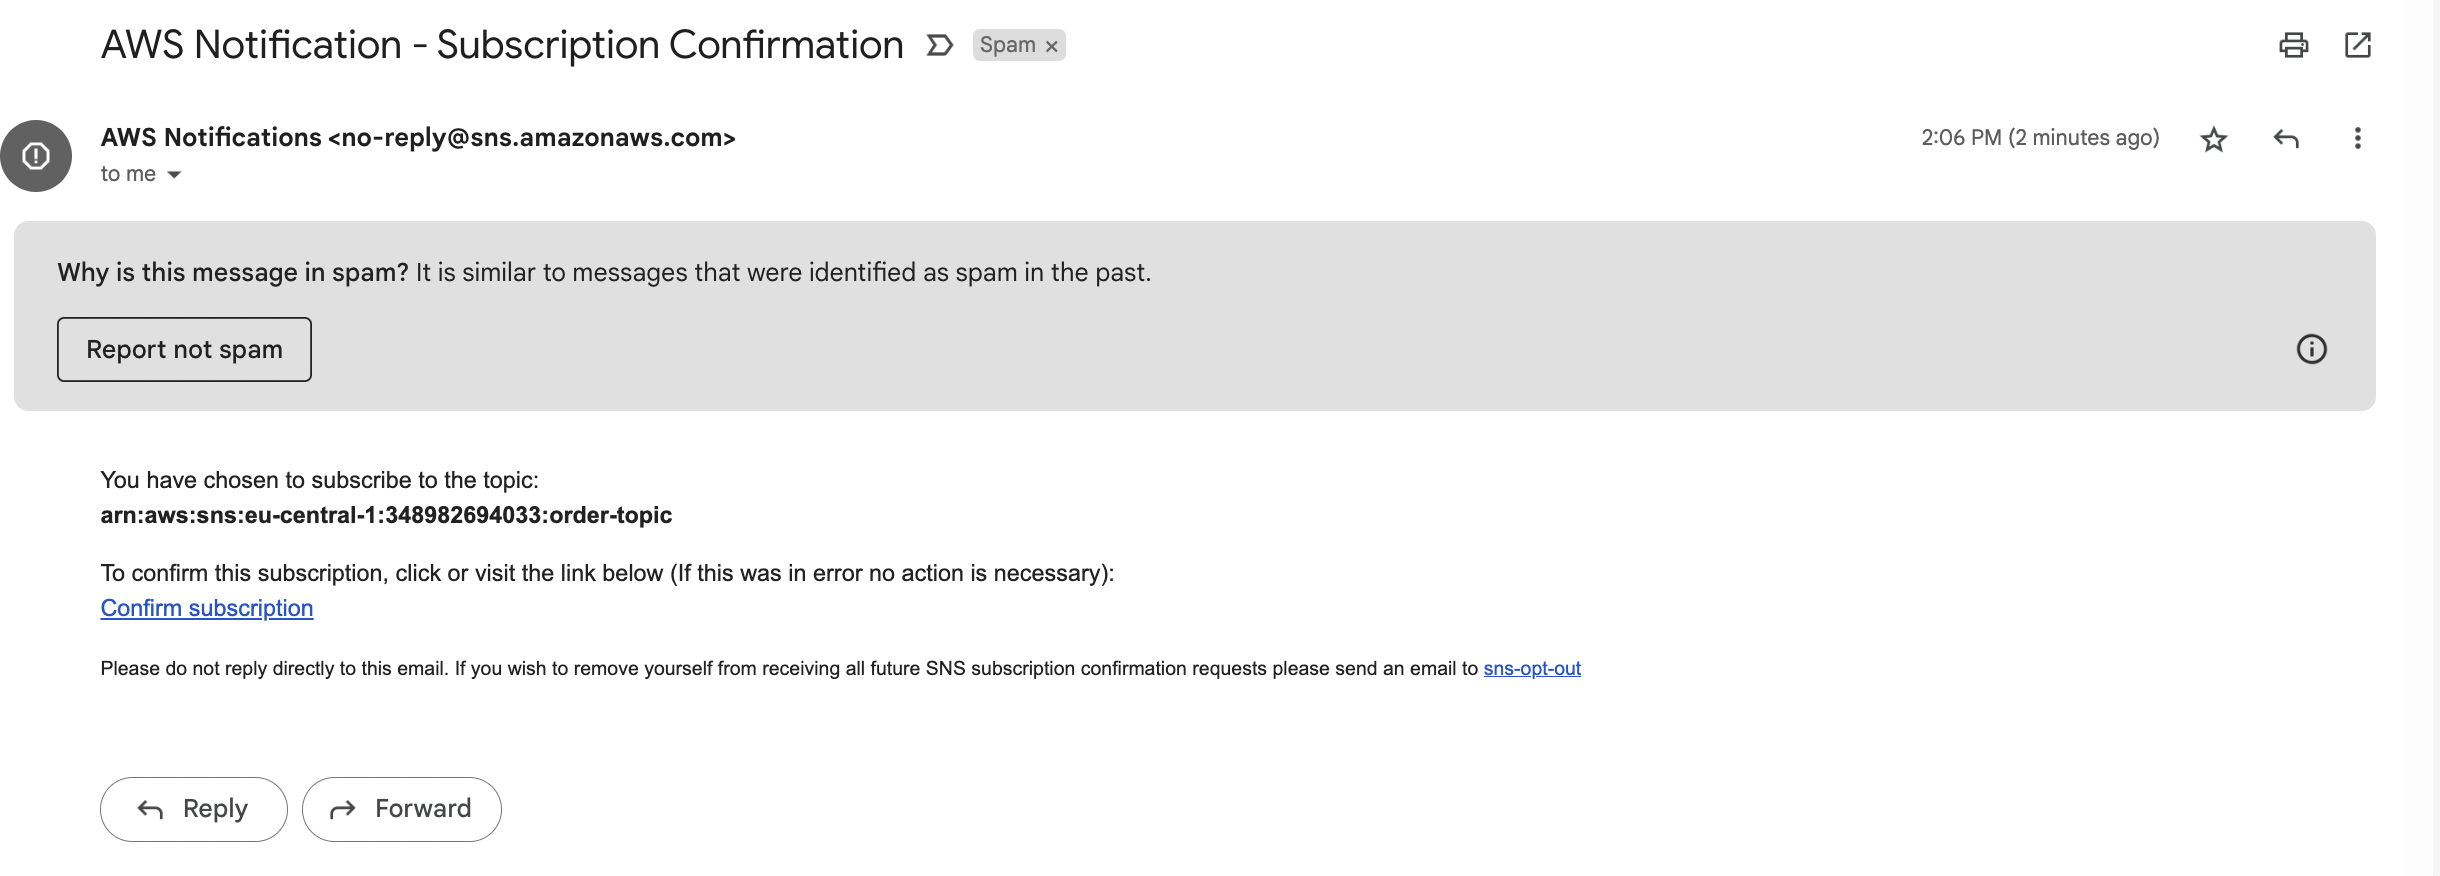 AWS Notification - Subscription Confirmation Spam ×
AWS Notifications <no-reply@sns.amazonaws.com> 2:06 PM (2 minutes ago)
to me
Why is this message in spam? It is similar to messages that were identified as spam in the past.
Report not spam
You have chosen to subscribe to the topic:
arn:aws:sns:eu-central-1:348982694033:order-topic
To confirm this subscription, click or visit the link below (If this was in error no action is necessary):
Confirm subscription
Please do not reply directly to this email. If you wish to remove yourself from receiving all future SNS subscription confirmation requests please send an email to sns-opt-out
Reply Forward